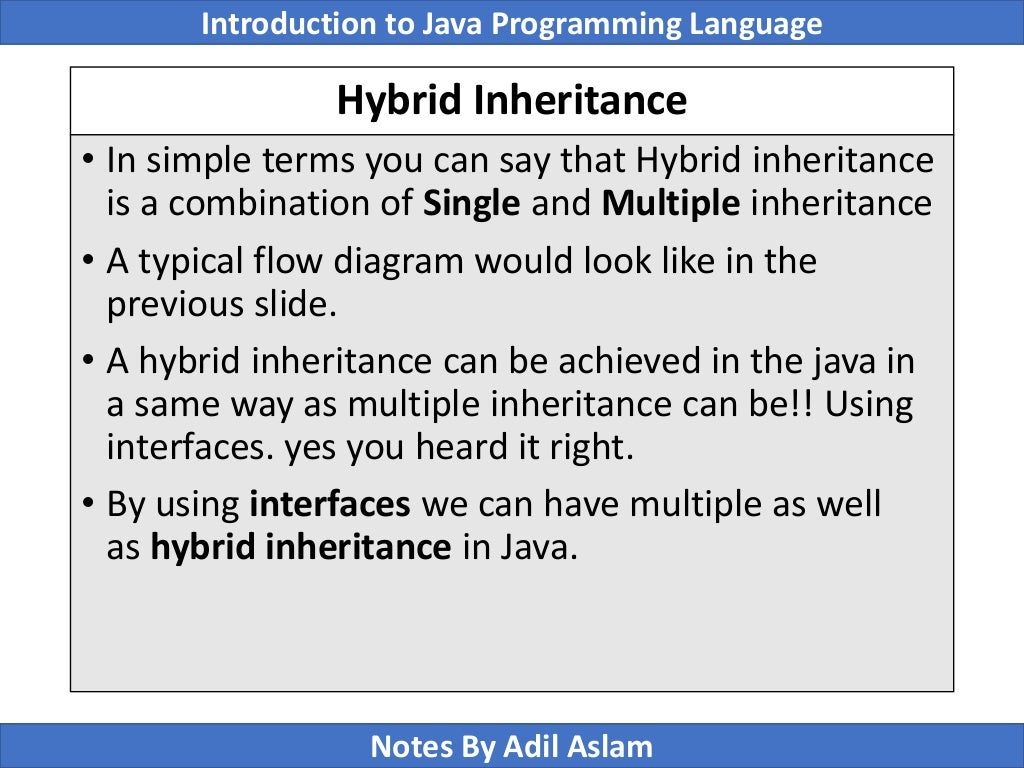 Introduction to Java Programming Language
Hybrid Inheritance
• In simple terms you can say that Hybrid inheritance
is a combination of Single and Multiple inheritance
• A typical flow diagram would look like in the
previous slide.
• A hybrid inheritance can be achieved in the java in
a same way as multiple inheritance can be!! Using
interfaces. yes you heard it right.
• By using interfaces we can have multiple as well
as hybrid inheritance in Java.
Notes By Adil Aslam